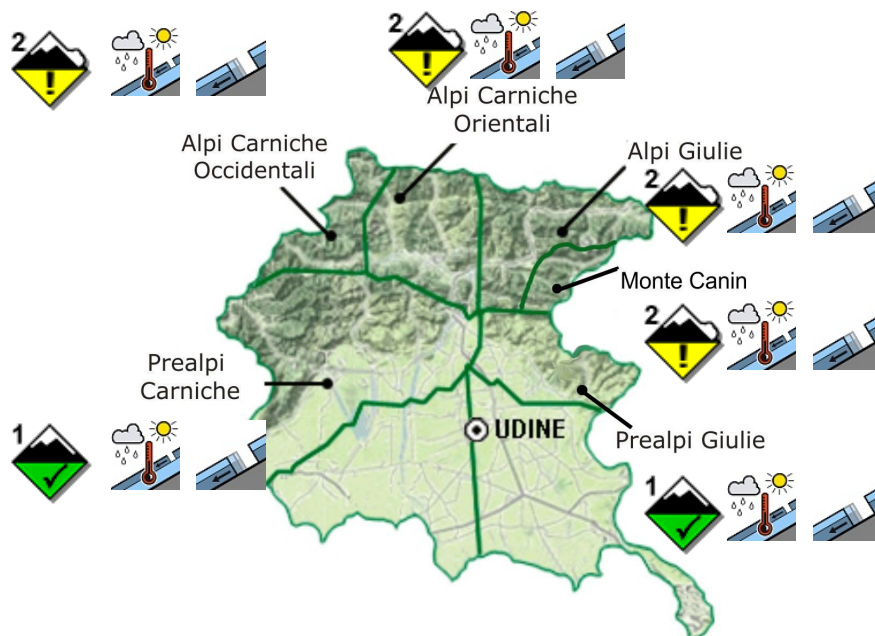 2
2
Alpi Carniche
Orientali
Alpi Carniche
Occidentali
Alpi Giulie
2
Monte Canin
2
Prealpi
Carniche
1
UDINE
Prealpi Giulie
1